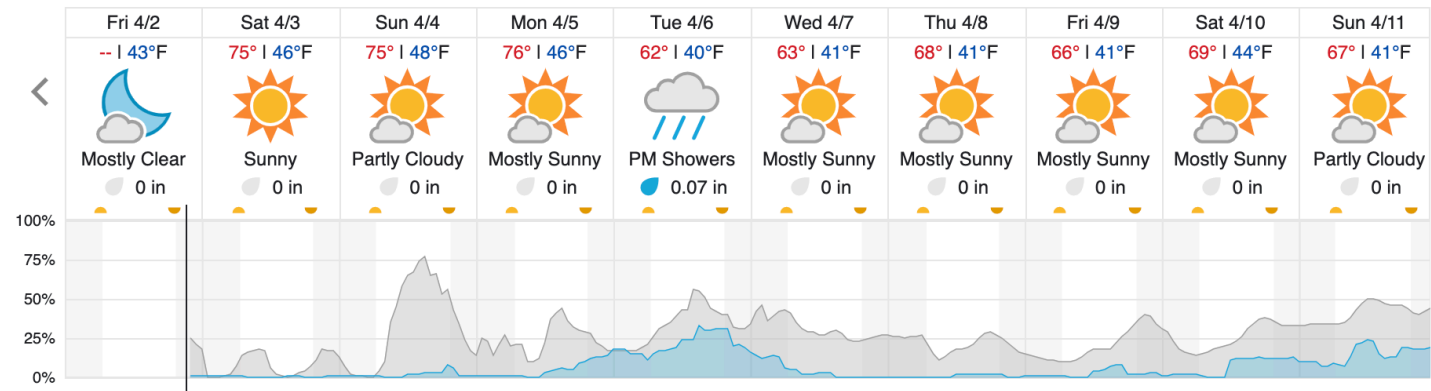 Fri 4/2 Sat 4/3 Sun 4/4 Mon 4/5 Tue 4/6 Wed 4/7 Thu 4/8 Fri 4/9 Sat 4/10 Sun 4/11
-- | 43°F 75° | 46°F 75° | 48°F 76° | 46°F 62° | 40°F 63° | 41°F 68° | 41°F 66° | 41°F 69° | 44°F 67° | 41°F
Mostly Clear Sunny Partly Cloudy Mostly Sunny PM Showers Mostly Sunny Mostly Sunny Mostly Sunny Mostly Sunny Partly Cloudy
0 in 0 in 0 in 0 in 0.07 in 0 in 0 in 0 in 0 in 0 in
100%
75%
50%
25%
0%